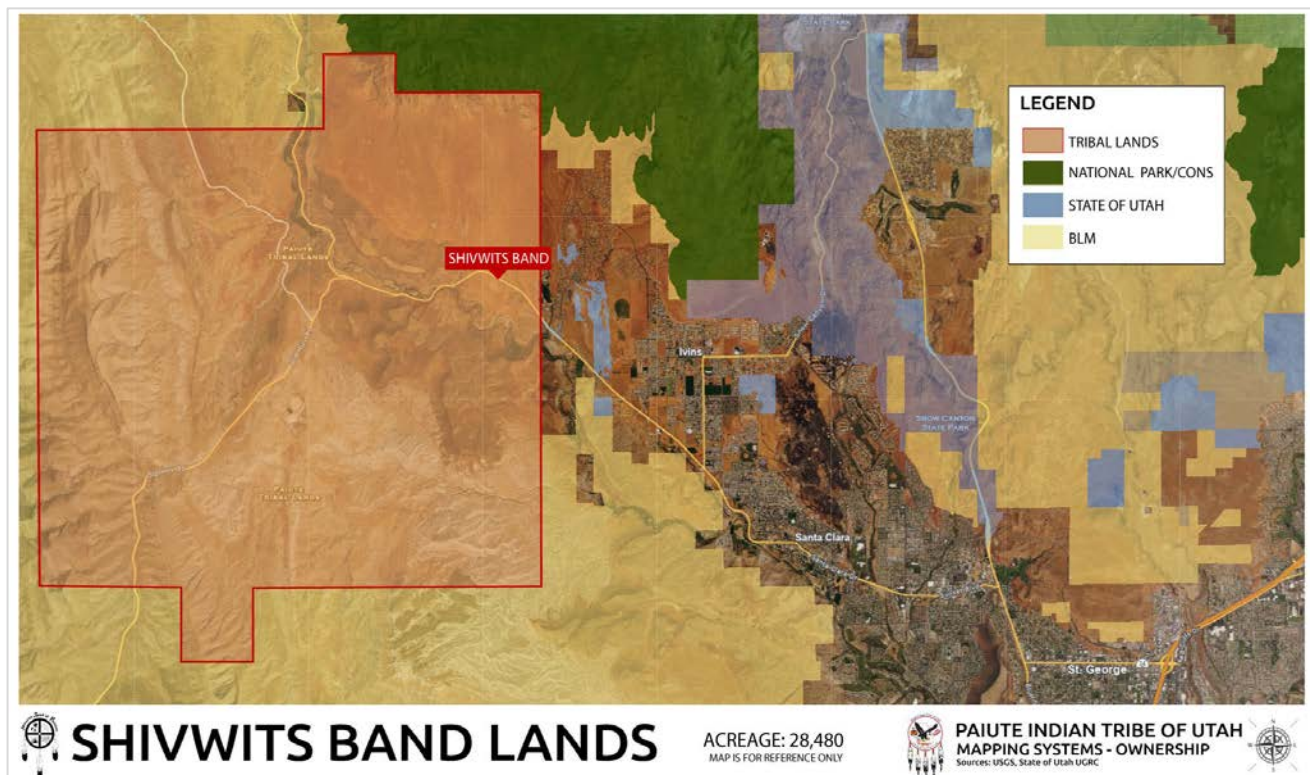 STATE PARK
LEGEND
TRIBAL LANDS
NATIONAL PARK/CONS
STATE OF UTAH
BLM
PAIUTE
TRIBAL LANDS
SHIVWITS BAND
Ivins
SNOW CANYON
STATE PARK
PAIUTE
TRIBAL LANDS
Santa Clara
St. George
SHIVWITS BAND LANDS
ACREAGE: 28,480
MAP IS FOR REFERENCE ONLY
PAIUTE INDIAN TRIBE OF UTAH
MAPPING SYSTEMS - OWNERSHIP
Sources: USGS, State of Utah UGRC